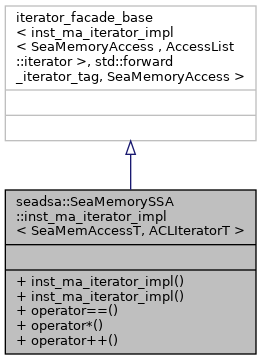 iterator_facade_base
< inst_ma_iterator_impl
< SeaMemoryAccess , AccessList
::iterator >, std::forward
_iterator_tag, SeaMemoryAccess >
seadsa::SeaMemorySSA
::inst_ma_iterator_impl
< SeaMemAccessT, ACLIteratorT >
+ inst_ma_iterator_impl()
+ inst_ma_iterator_impl()
+ operator==()
+ operator*()
+ operator++()